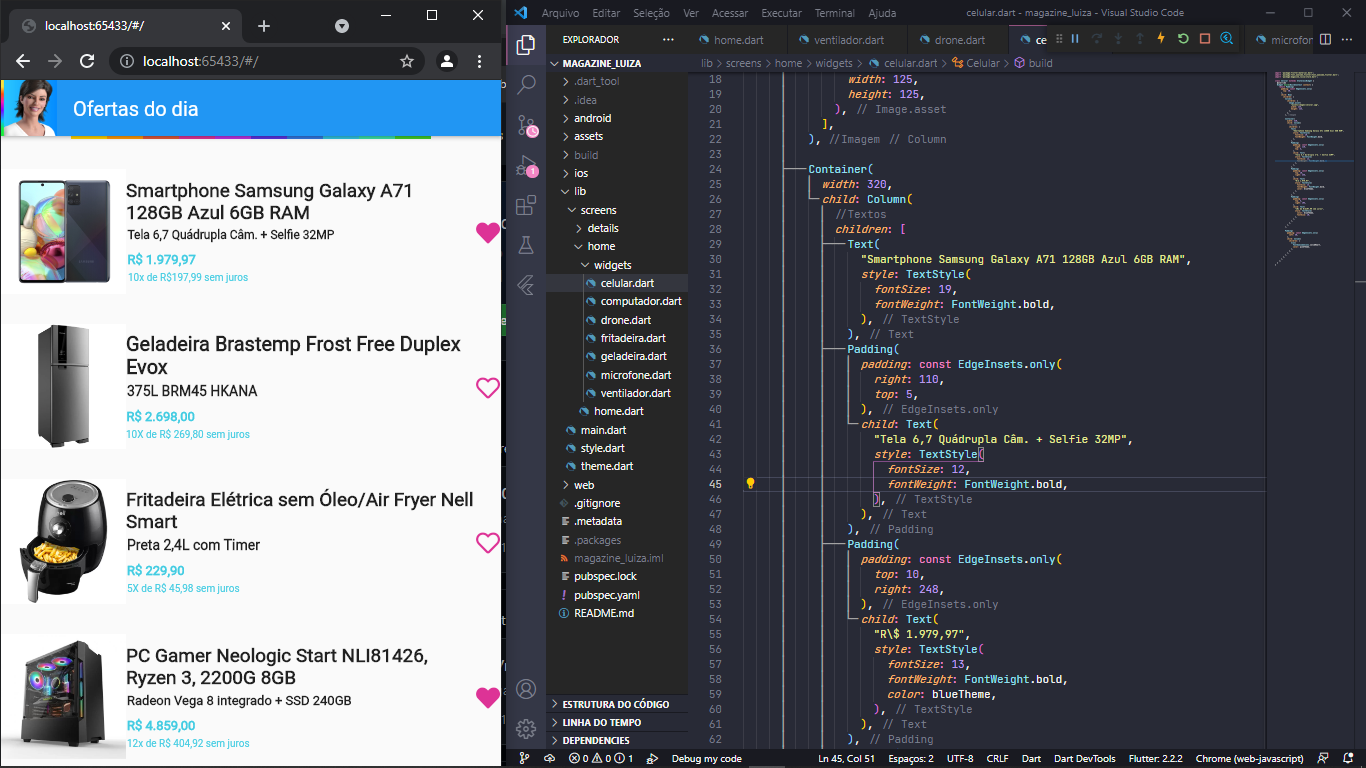 localhost:65433/#/
localhost:65433/#/
Ofertas do dia
Smartphone Samsung Galaxy A71
128GB Azul 6GB RAM
Tela 6,7 Quádrupla Câm. + Selfie 32MP
R$ 1.979,97
10x de R$197,99 sem juros
Geladeira Brastemp Frost Free Duplex
Evox
375L BRM45 HKANA
R$ 2.698,00
10X de R$ 269,80 sem juros
Fritadeira Elétrica sem Óleo/Air Fryer Nell
Smart
Preta 2,4L com Timer
R$ 229,90
5X de R$ 45,98 sem juros
PC Gamer Neologic Start NLI81426,
Ryzen 3, 2200G 8GB
Radeon Vega 8 integrado + SSD 240GB
R$ 4.859,00
12x de R$ 404,92 sem juros
Arquivo Editar Seleção Ver Acessar Executar Terminal Ajuda celular.dart - magazine_luiza - Visual Studio Code
EXPLORADOR
home.dart ventilador.dart drone.dart ce microfon
MAGAZINE_LUIZA
lib > screens > home > widgets > celular.dart > Celular > build
.dart_tool
.idea
android
assets
build
ios
lib
screens
details
home
widgets
celular.dart
computador.dart
drone.dart
fritadeira.dart
geladeira.dart
microfone.dart
ventilador.dart
home.dart
main.dart
style.dart
theme.dart
web
.gitignore
.metadata
.packages
magazine_luiza.iml
pubspec.lock
pubspec.yaml
README.md
ESTRUTURA DO CÓDIGO
LINHA DO TEMPO
DEPENDENCIES
18 width: 125,
19 height: 125,
20 ), // Image.asset
21 ],
22 ), //Imagem // Column
23
24 Container(
25 width: 320,
26 child: Column(
27 //Textos
28 children: [
29 Text(
30 "Smartphone Samsung Galaxy A71 128GB Azul 6GB RAM",
31 style: TextStyle(
32 fontSize: 19,
33 fontWeight: FontWeight.bold,
34 ), // TextStyle
35 ), // Text
36 Padding(
37 padding: const EdgeInsets.only(
38 right: 110,
39 top: 5,
40 ), // EdgeInsets.only
41 child: Text(
42 "Tela 6,7 Quádrupla Câm. + Selfie 32MP",
43 style: TextStyle(
44 fontSize: 12,
45 fontWeight: FontWeight.bold,
46 ), // TextStyle
47 ), // Text
48 ), // Padding
49 Padding(
50 padding: const EdgeInsets.only(
51 top: 10,
52 right: 248,
53 ), // EdgeInsets.only
54 child: Text(
55 "R\$ 1.979,97",
56 style: TextStyle(
57 fontSize: 13,
58 fontWeight: FontWeight.bold,
59 color: blueTheme,
60 ), // TextStyle
61 ), // Text
62 ), // Padding
0 0 1 Debug my code Ln 45, Col 51 Espaços: 2 UTF-8 CRLF Dart Dart DevTools Flutter: 2.2.2 Chrome (web-javascript)